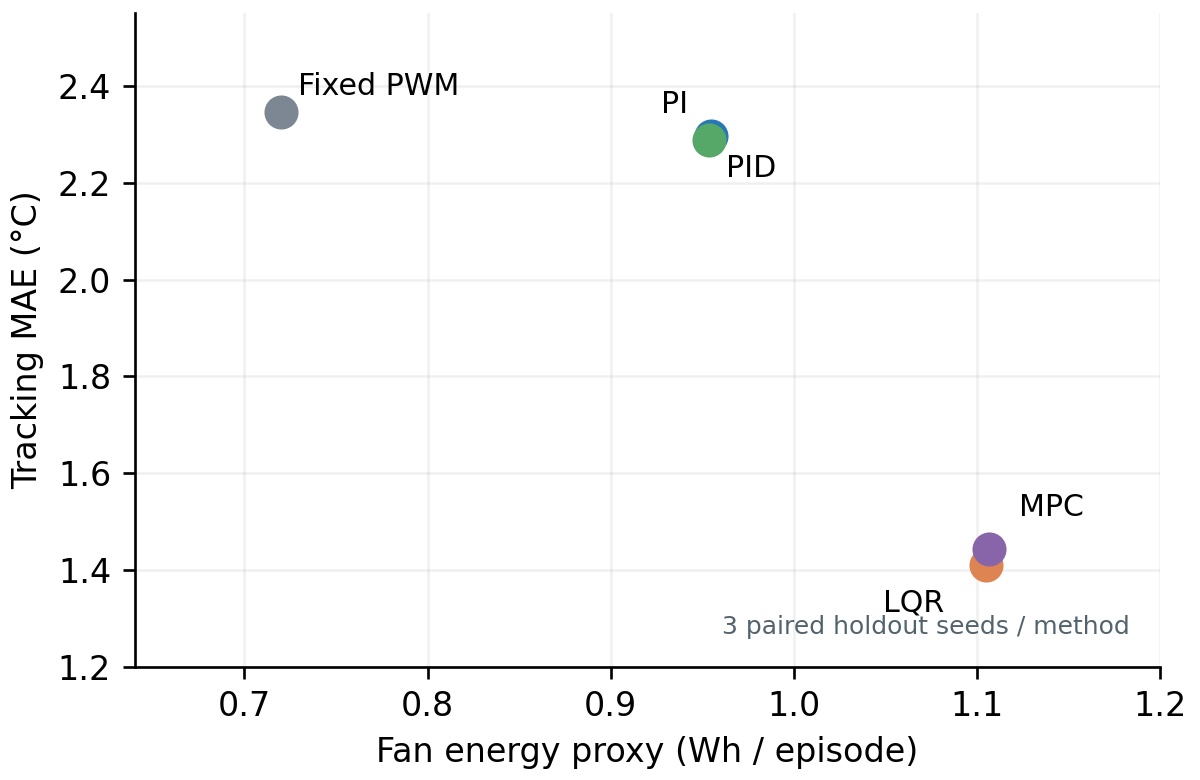 2.4
2.2
2.0
1.8
1.6
1.4
1.2
Tracking MAE (°C)
Fixed PWM
PI
PID
MPC
LQR
3 paired holdout seeds / method
0.7 0.8 0.9 1.0 1.1 1.2
Fan energy proxy (Wh / episode)